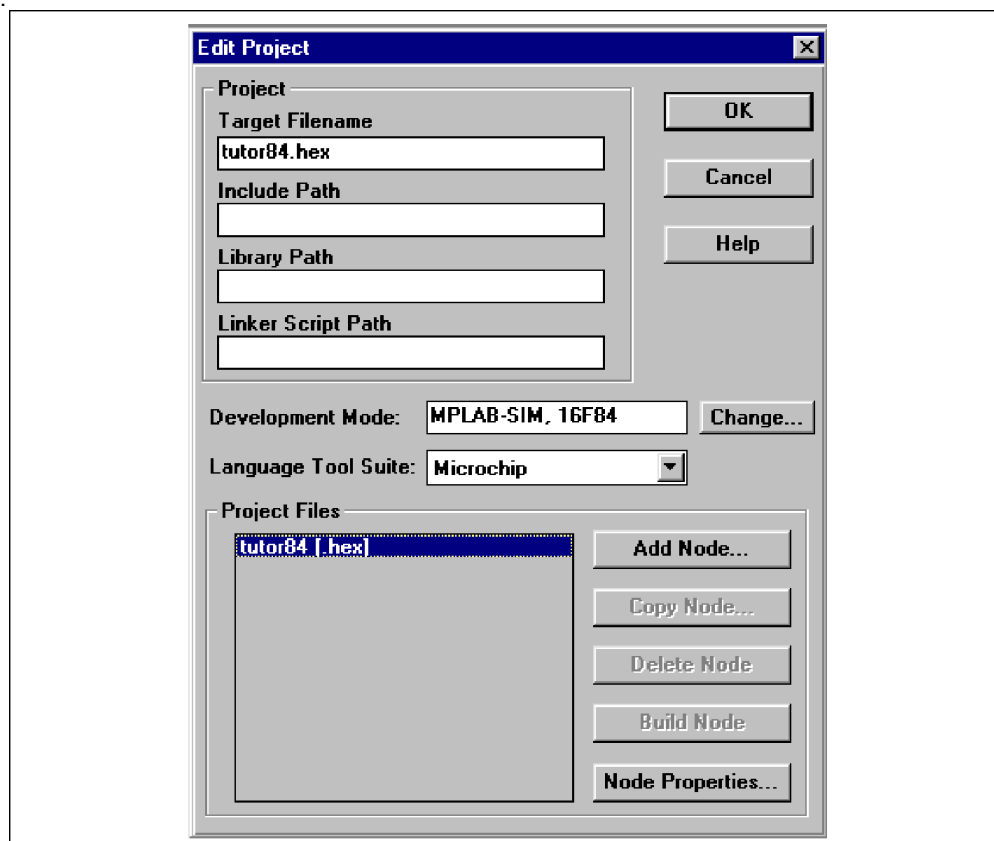 Edit Project
Project
Target Filename
tutor84.hex
Include Path
Library Path
Linker Script Path
OK
Cancel
Help
Development Mode: MPLAB-SIM, 16F84 Change...
Language Tool Suite: Microchip
Project Files
tutor84 [.hex]
Add Node...
Copy Node...
Delete Node
Build Node
Node Properties...